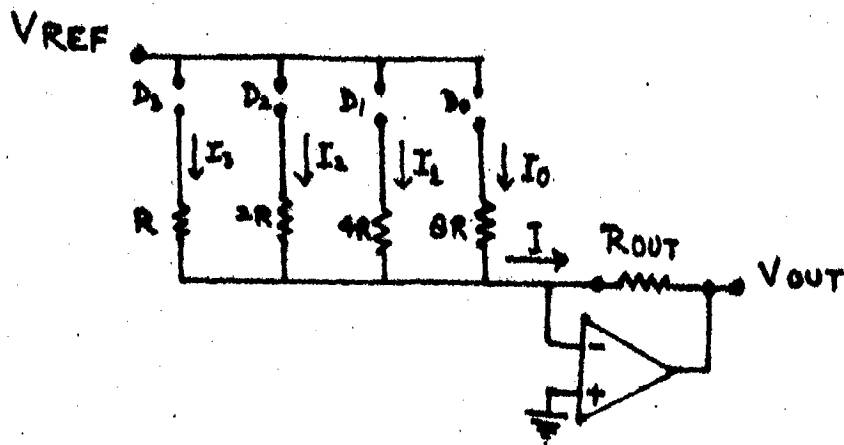 VREF
D3 D2 D1 D0
I3 I2 I1 I0
R 2R 4R 8R I ROUT
VOUT
-
+